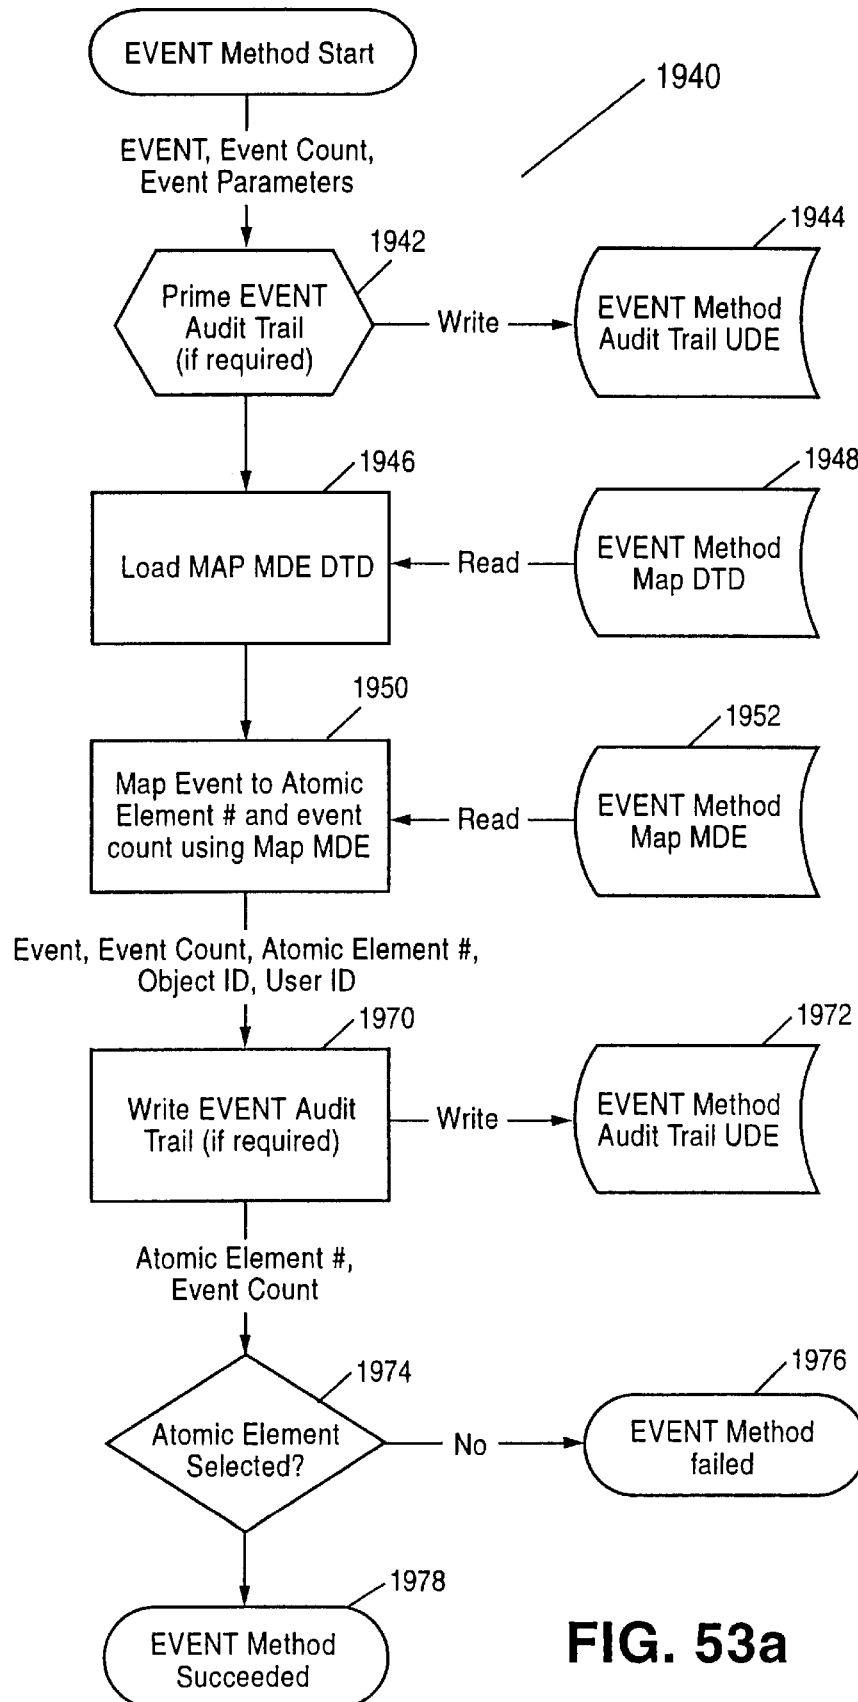 EVENT Method Start
1940
EVENT, Event Count,
Event Parameters
1942
Prime EVENT
Audit Trail
(if required)
Write
1944
EVENT Method
Audit Trail UDE
1946
Load MAP MDE DTD
Read
1948
EVENT Method
Map DTD
1950
Map Event to Atomic
Element # and event
count using Map MDE
Read
1952
EVENT Method
Map MDE
Event, Event Count, Atomic Element #,
Object ID, User ID
1970
Write EVENT Audit
Trail (if required)
Write
1972
EVENT Method
Audit Trail UDE
Atomic Element #,
Event Count
1974
Atomic Element
Selected?
No
1976
EVENT Method
failed
1978
EVENT Method
Succeeded
FIG. 53a